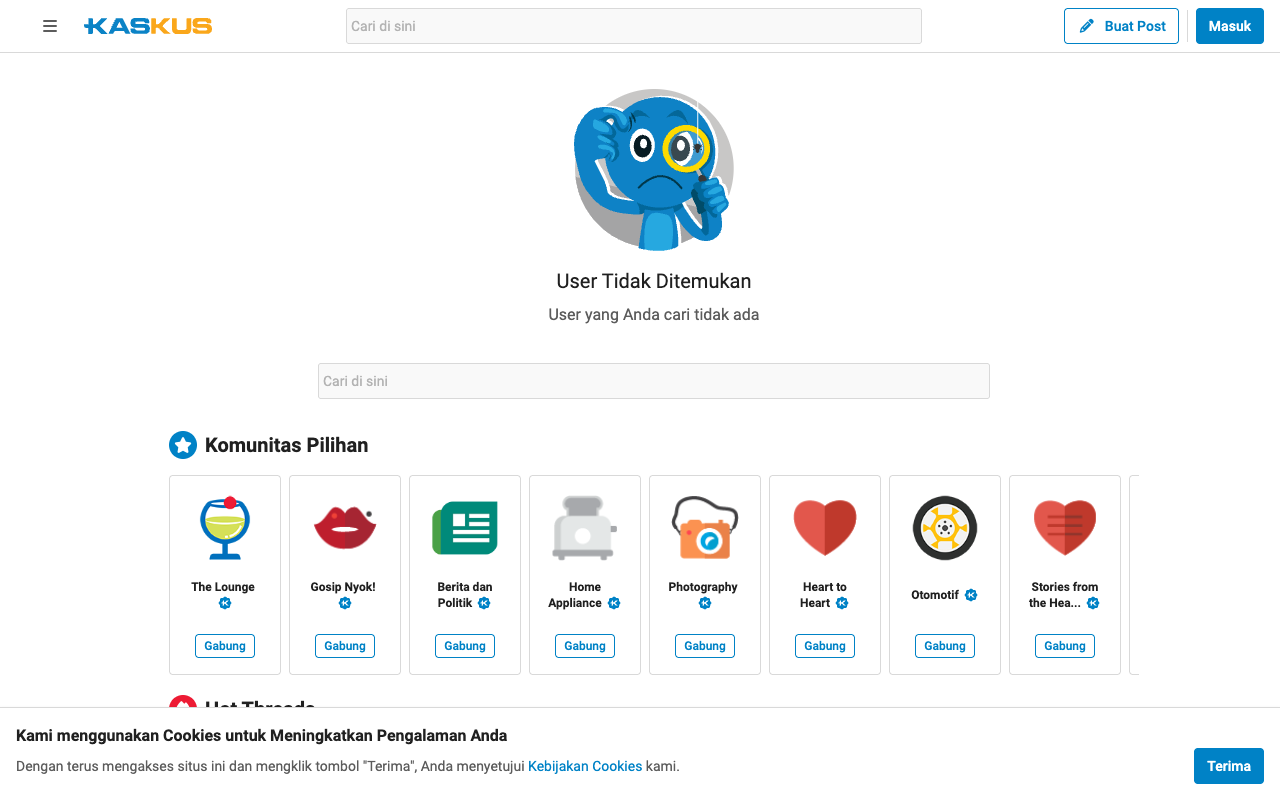 KASKUS
Cari di sini
Buat Post
Masuk
User Tidak Ditemukan
User yang Anda cari tidak ada
Cari di sini
Komunitas Pilihan
The Lounge
Gosip Nyok!
Berita dan
Politik
Home
Appliance
Photography
Heart to
Heart
Otomotif
Stories from
the Hea...
Gabung
Gabung
Gabung
Gabung
Gabung
Gabung
Gabung
Gabung
Hot Threads
Kami menggunakan Cookies untuk Meningkatkan Pengalaman Anda
Dengan terus mengakses situs ini dan mengklik tombol "Terima", Anda menyetujui Kebijakan Cookies kami.
Terima